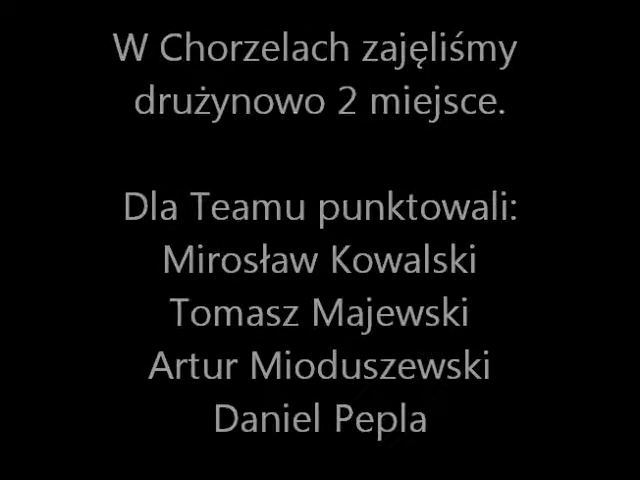 W Chorzelach zajęliśmy
drużynowo 2 miejsce.
Dla Teamu punktowali:
Mirosław Kowalski
Tomasz Majewski
Artur Mioduszewski
Daniel Pepla